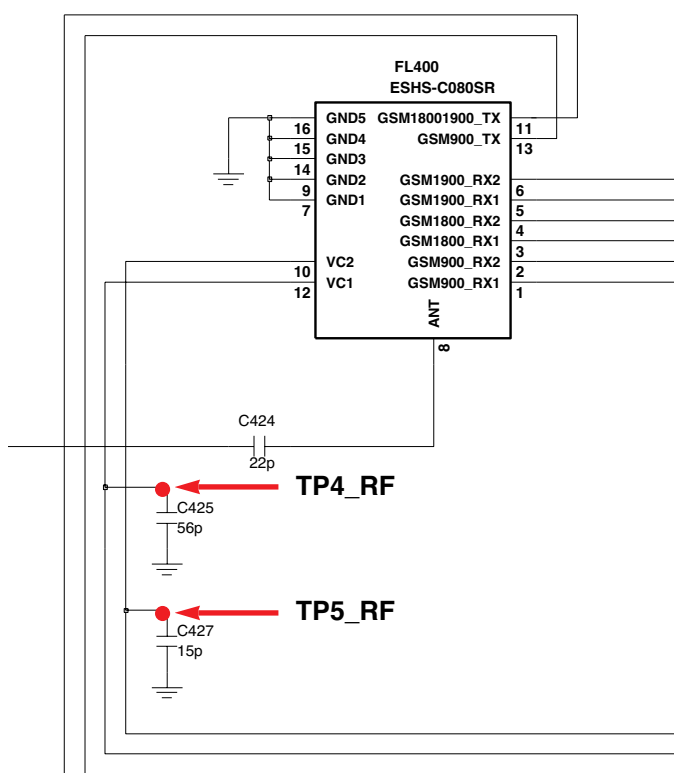 FL400
ESHS-C080SR
GND5 GSM18001900_TX
16 11
GND4 GSM900_TX
15 13
GND3
14
GND2 GSM1900_RX2
9 6
GND1 GSM1900_RX1
7 5
GSM1800_RX2
4
GSM1800_RX1
3
VC2 GSM900_RX2
10 2
VC1 GSM900_RX1
12 1
ANT
8
C424
22p
TP4_RF
C425
56p
TP5_RF
C427
15p